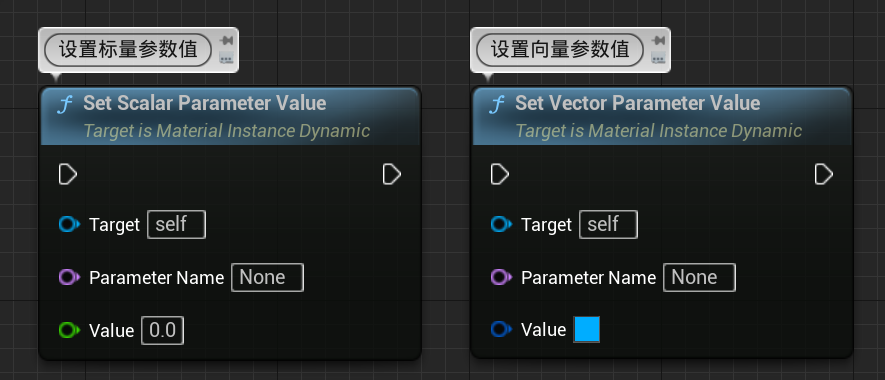 设置标量参数值
Set Scalar Parameter Value
Target is Material Instance Dynamic
Target self
Parameter Name None
Value 0.0
设置向量参数值
Set Vector Parameter Value
Target is Material Instance Dynamic
Target self
Parameter Name None
Value